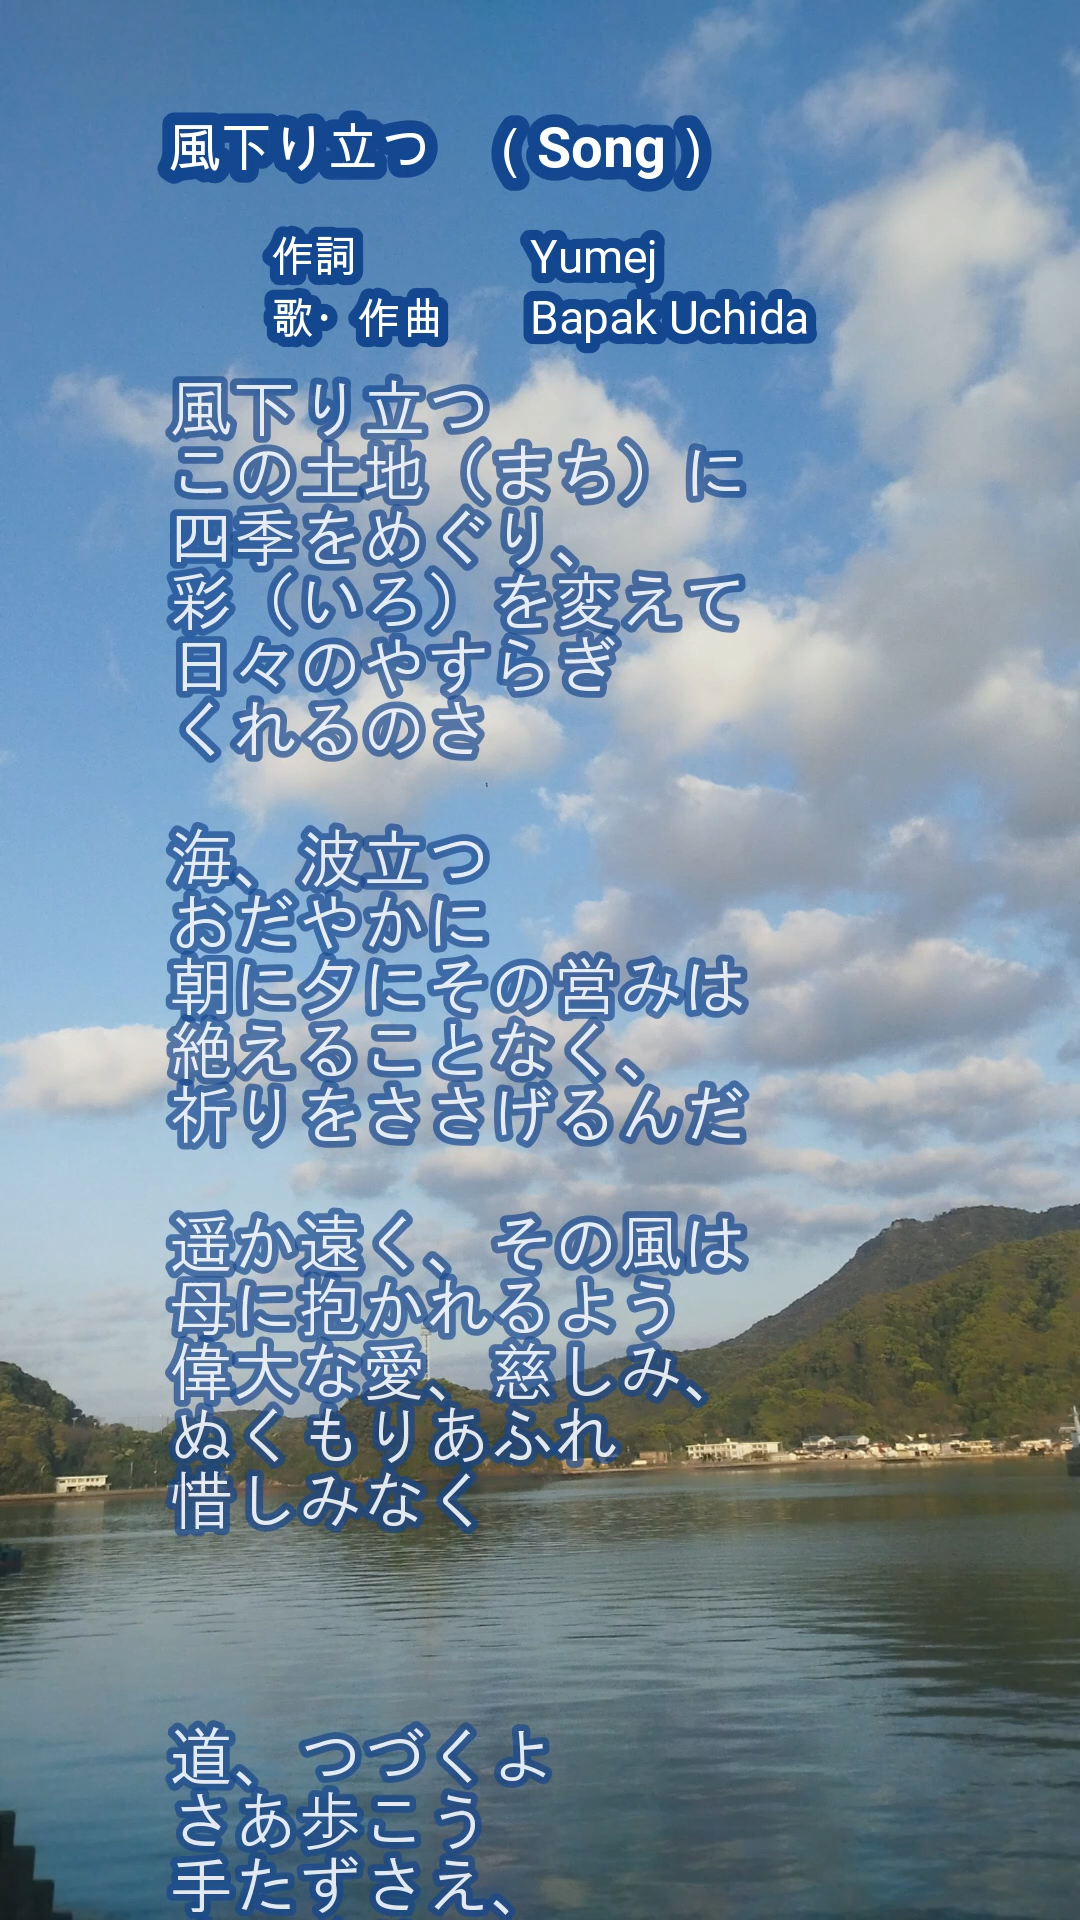 風下り立つ （ Song ）
作詞 Yumej
歌・作曲 Bapak Uchida
風下り立つ
この土地（まち）に
四季をめぐり、
彩（いろ）を変えて
日々のやすらぎ
くれるのさ
海、波立つ
おだやかに
朝に夕にその営みは
絶えることなく、
祈りをささげるんだ
遥か遠く、その風は
母に抱かれるよう
偉大な愛、慈しみ、
ぬくもりあふれ
惜しみなく
道、つづくよ
さあ歩こう
手たずさえ、